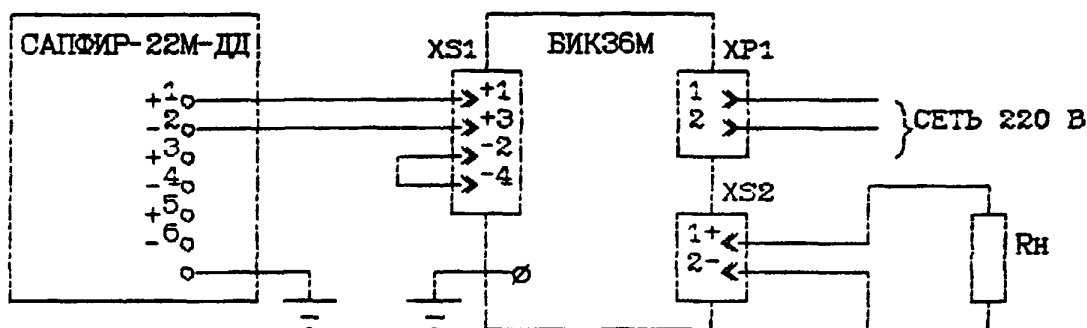 САПФИР-22М-ДД
XS1
БИК36М
XP1
+1
-2
+3
-4
+5
-6
+1
+3
-2
-4
1
2
СЕТЬ 220 В
XS2
1+
2-
Rн